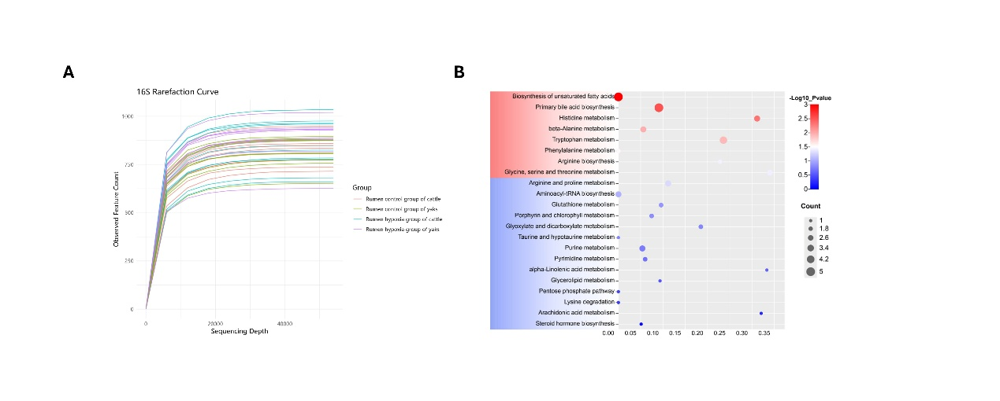 A
B
16S Rarefaction Curve
Observed Feature Count
1000
750
500
250
0
0
20000
40000
Sequencing Depth
Group
Rumen control group of cattle
Rumen control group of yaks
Rumen hypoxia group of cattle
Rumen hypoxia group of yaks
Biosynthesis of unsaturated fatty acids
Primary bile acid biosynthesis
Histidine metabolism
beta-Alanine metabolism
Tryptophan metabolism
Phenylalanine metabolism
Arginine biosynthesis
Glycine, serine and threonine metabolism
Arginine and proline metabolism
Aminoacyl-tRNA biosynthesis
Glutathione metabolism
Porphyrin and chlorophyll metabolism
Glyoxylate and dicarboxylate metabolism
Taurine and hypotaurine metabolism
Purine metabolism
Pyrimidine metabolism
alpha-Linolenic acid metabolism
Glycerolipid metabolism
Pentose phosphate pathway
Lysine degradation
Arachidonic acid metabolism
Steroid hormone biosynthesis
0.00 0.05 0.10 0.15 0.20 0.25 0.30 0.35
-Log10_Pvalue
3
2.5
2
1.5
1
0.5
0
Count
1
1.8
2.6
3.4
4.2
5